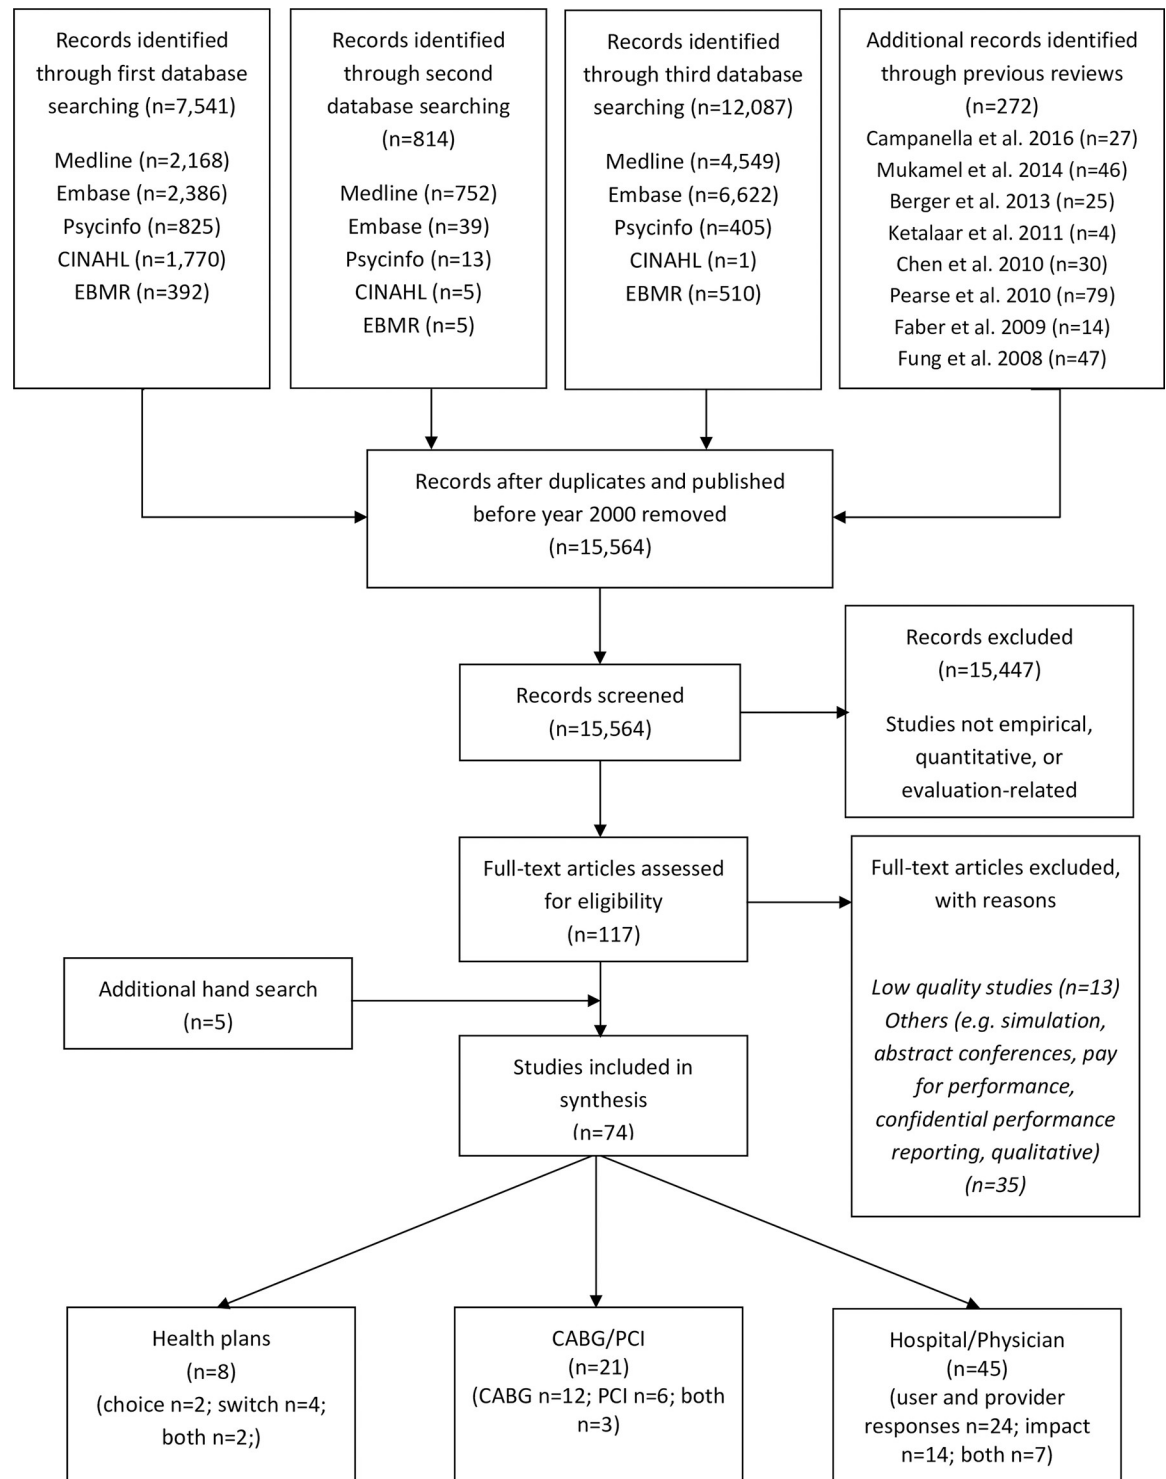 Records identified
through first database
searching (n=7,541)
Medline (n=2,168)
Embase (n=2,386)
Psycinfo (n=825)
CINAHL (n=1,770)
EBMR (n=392)
Records identified
through second
database searching
(n=814)
Medline (n=752)
Embase (n=39)
Psycinfo (n=13)
CINAHL (n=5)
EBMR (n=5)
Records identified
through third database
searching (n=12,087)
Medline (n=4,549)
Embase (n=6,622)
Psycinfo (n=405)
CINAHL (n=1)
EBMR (n=510)
Additional records identified
through previous reviews
(n=272)
Campanella et al. 2016 (n=27)
Mukamel et al. 2014 (n=46)
Berger et al. 2013 (n=25)
Ketalaar et al. 2011 (n=4)
Chen et al. 2010 (n=30)
Pearse et al. 2010 (n=79)
Faber et al. 2009 (n=14)
Fung et al. 2008 (n=47)
Records after duplicates and published
before year 2000 removed
(n=15,564)
Records screened
(n=15,564)
Records excluded
(n=15,447)
Studies not empirical,
quantitative, or
evaluation-related
Full-text articles assessed
for eligibility
(n=117)
Full-text articles excluded,
with reasons
Low quality studies (n=13)
Others (e.g. simulation,
abstract conferences, pay
for performance,
confidential performance
reporting, qualitative)
(n=35)
Additional hand search
(n=5)
Studies included in
synthesis
(n=74)
Health plans
(n=8)
(choice n=2; switch n=4;
both n=2;)
CABG/PCI
(n=21)
(CABG n=12; PCI n=6; both
n=3)
Hospital/Physician
(n=45)
(user and provider
responses n=24; impact
n=14; both n=7)